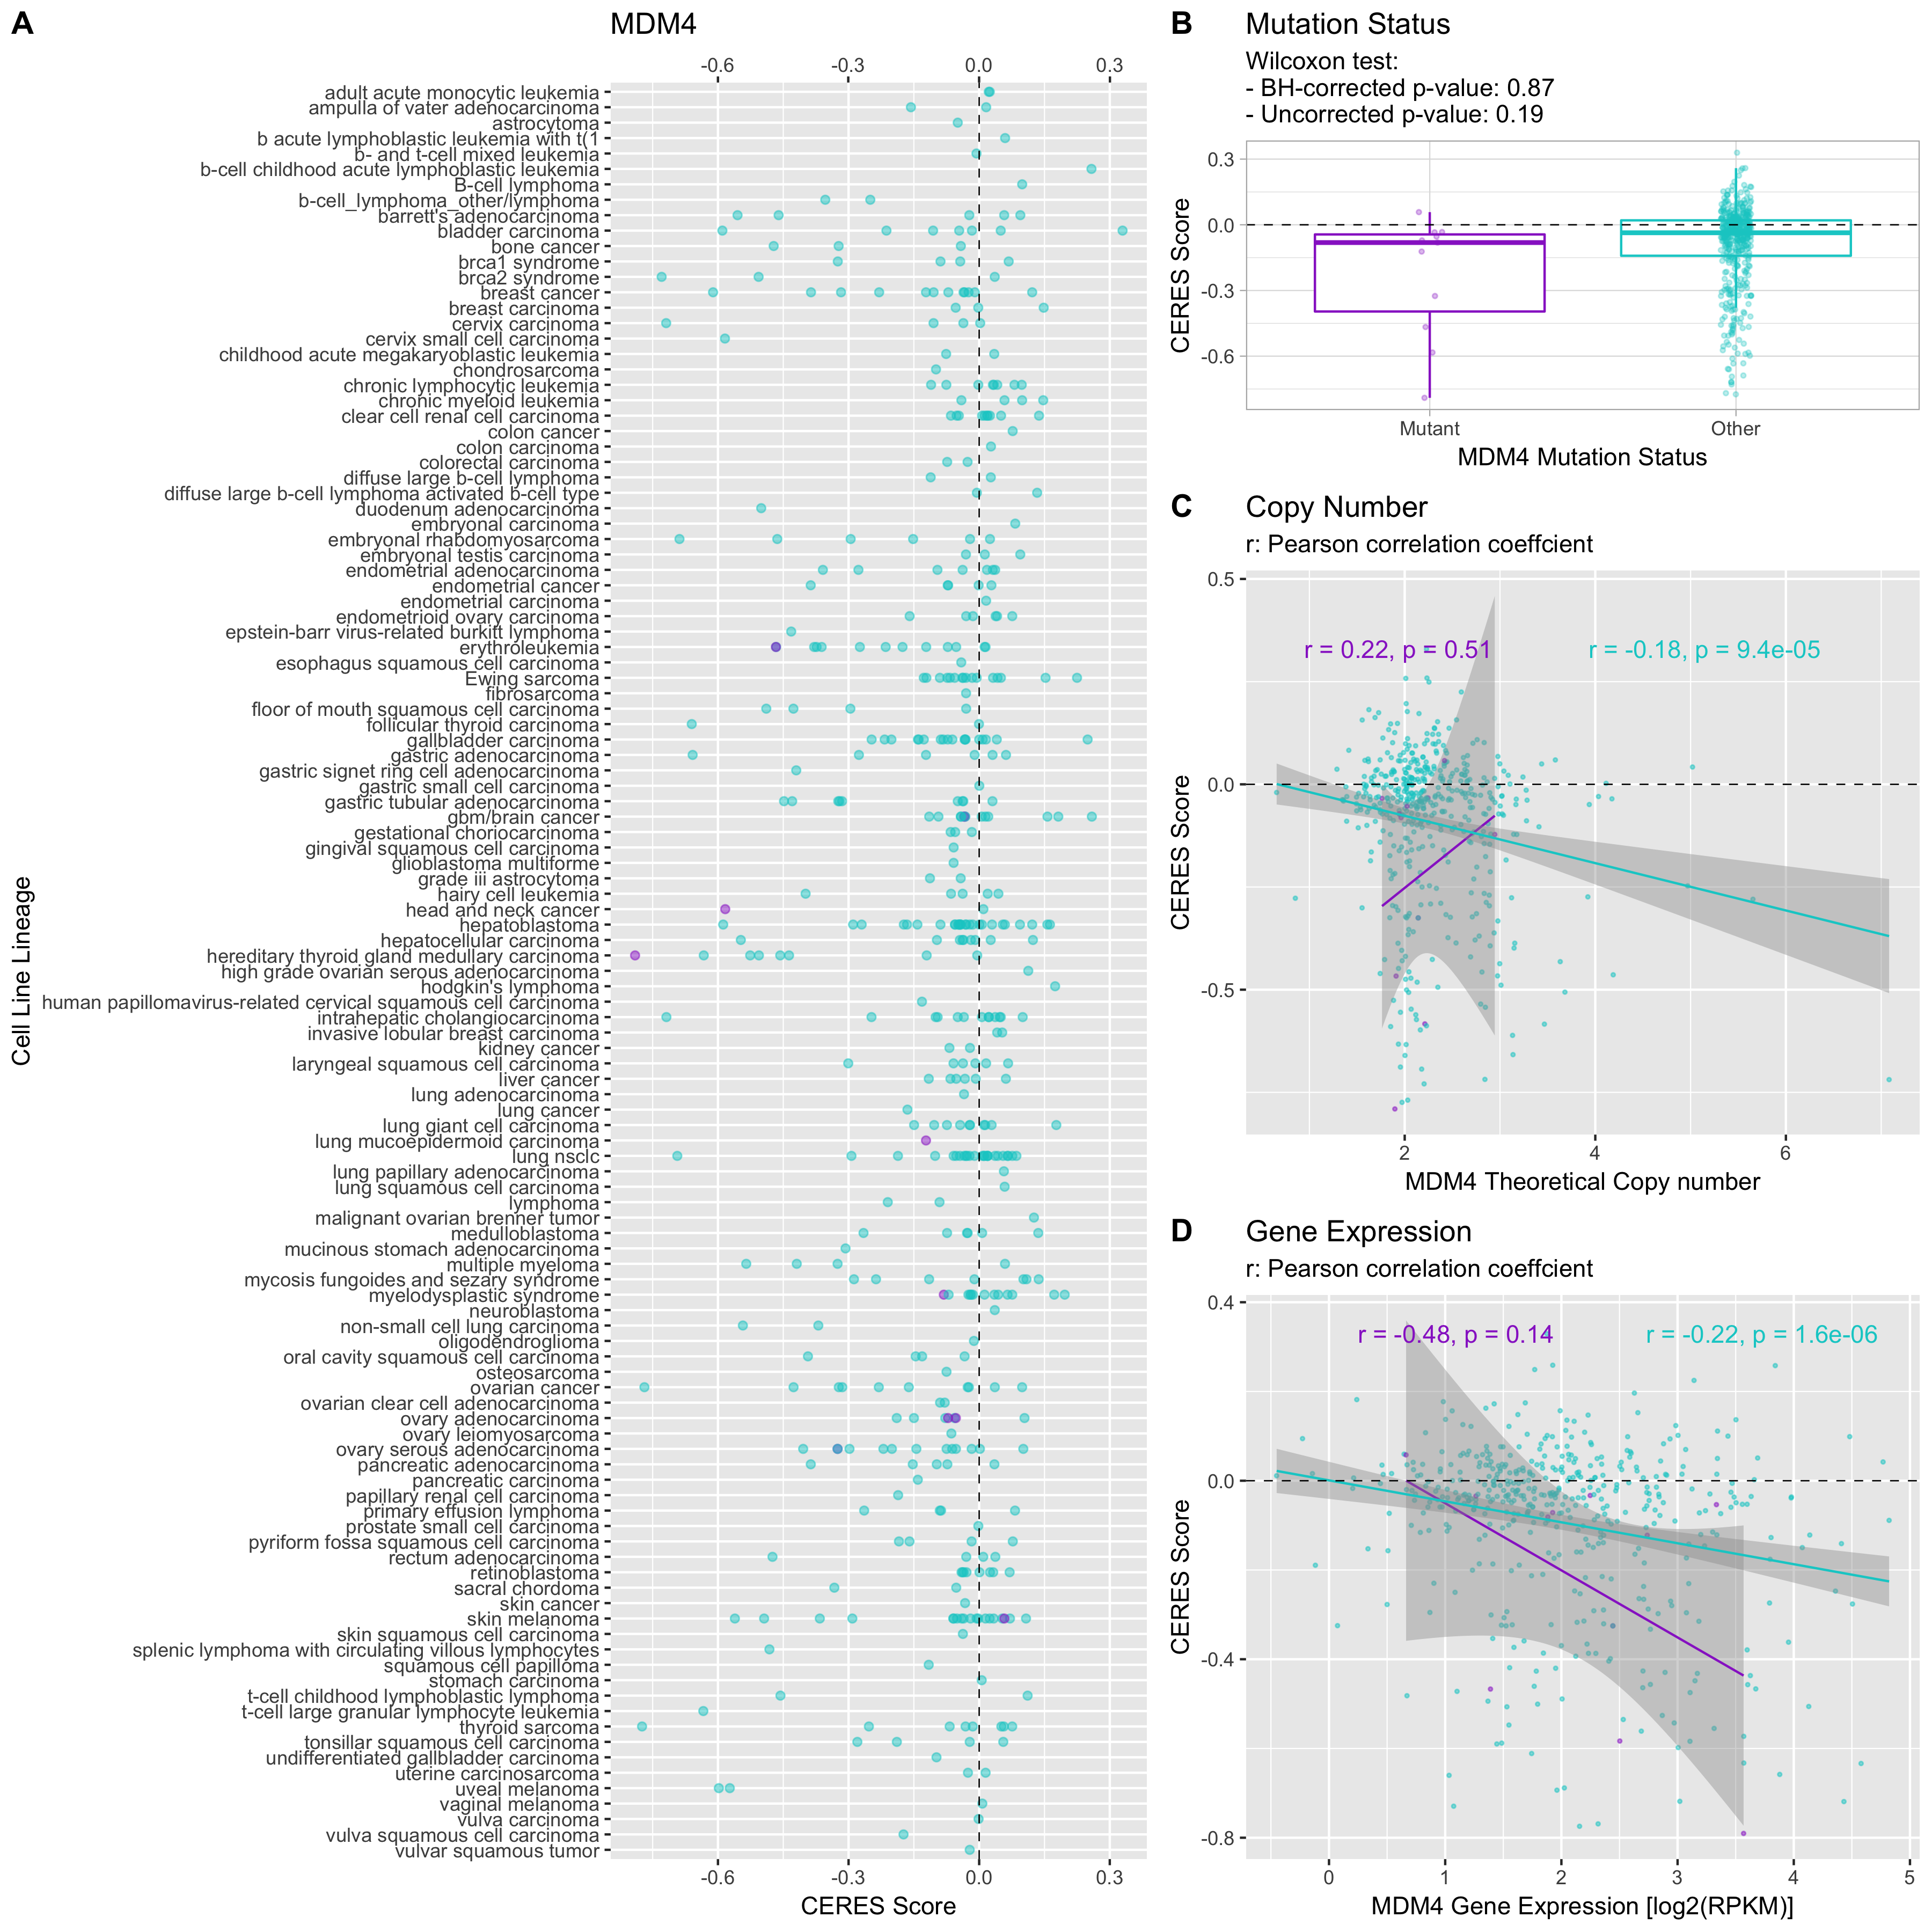 A
MDM4
-0.6 -0.3 0.0 0.3
adult acute monocytic leukemia
ampulla of vater adenocarcinoma
astrocytoma
b acute lymphoblastic leukemia with t(1
b- and t-cell mixed leukemia
b-cell childhood acute lymphoblastic leukemia
B-cell lymphoma
b-cell_lymphoma_other/lymphoma
barrett's adenocarcinoma
bladder carcinoma
bone cancer
brca1 syndrome
brca2 syndrome
breast cancer
breast carcinoma
cervix carcinoma
cervix small cell carcinoma
childhood acute megakaryoblastic leukemia
chondrosarcoma
chronic lymphocytic leukemia
chronic myeloid leukemia
clear cell renal cell carcinoma
colon cancer
colon carcinoma
colorectal carcinoma
diffuse large b-cell lymphoma
diffuse large b-cell lymphoma activated b-cell type
duodenum adenocarcinoma
embryonal carcinoma
embryonal rhabdomyosarcoma
embryonal testis carcinoma
endometrial adenocarcinoma
endometrial cancer
endometrial carcinoma
endometrioid ovary carcinoma
epstein-barr virus-related burkitt lymphoma
erythroleukemia
esophagus squamous cell carcinoma
Ewing sarcoma
fibrosarcoma
floor of mouth squamous cell carcinoma
follicular thyroid carcinoma
gallbladder carcinoma
gastric adenocarcinoma
gastric signet ring cell adenocarcinoma
gastric small cell carcinoma
gastric tubular adenocarcinoma
gbm/brain cancer
gestational choriocarcinoma
gingival squamous cell carcinoma
glioblastoma multiforme
grade iii astrocytoma
hairy cell leukemia
head and neck cancer
hepatoblastoma
hepatocellular carcinoma
hereditary thyroid gland medullary carcinoma
high grade ovarian serous adenocarcinoma
hodgkin's lymphoma
human papillomavirus-related cervical squamous cell carcinoma
intrahepatic cholangiocarcinoma
invasive lobular breast carcinoma
kidney cancer
laryngeal squamous cell carcinoma
liver cancer
lung adenocarcinoma
lung cancer
lung giant cell carcinoma
lung mucoepidermoid carcinoma
lung nsclc
lung papillary adenocarcinoma
lung squamous cell carcinoma
lymphoma
malignant ovarian brenner tumor
medulloblastoma
mucinous stomach adenocarcinoma
multiple myeloma
mycosis fungoides and sezary syndrome
myelodysplastic syndrome
neuroblastoma
non-small cell lung carcinoma
oligodendroglioma
oral cavity squamous cell carcinoma
osteosarcoma
ovarian cancer
ovarian clear cell adenocarcinoma
ovary adenocarcinoma
ovary leiomyosarcoma
ovary serous adenocarcinoma
pancreatic adenocarcinoma
pancreatic carcinoma
papillary renal cell carcinoma
primary effusion lymphoma
prostate small cell carcinoma
pyriform fossa squamous cell carcinoma
rectum adenocarcinoma
retinoblastoma
sacral chordoma
skin cancer
skin melanoma
skin squamous cell carcinoma
splenic lymphoma with circulating villous lymphocytes
squamous cell papilloma
stomach carcinoma
t-cell childhood lymphoblastic lymphoma
t-cell large granular lymphocyte leukemia
thyroid sarcoma
tonsillar squamous cell carcinoma
undifferentiated gallbladder carcinoma
uterine carcinosarcoma
uveal melanoma
vaginal melanoma
vulva carcinoma
vulva squamous cell carcinoma
vulvar squamous tumor
-0.6 -0.3 0.0 0.3
CERES Score
Cell Line Lineage
B
Mutation Status
Wilcoxon test:
- BH-corrected p-value: 0.87
- Uncorrected p-value: 0.19
0.3
0.0
-0.3
-0.6
CERES Score
Mutant Other
MDM4 Mutation Status
C
Copy Number
r: Pearson correlation coeffcient
r = 0.22, p = 0.51 r = -0.18, p = 9.4e-05
0.5
0.0
-0.5
CERES Score
2 4 6
MDM4 Theoretical Copy number
D
Gene Expression
r: Pearson correlation coeffcient
r = -0.48, p = 0.14 r = -0.22, p = 1.6e-06
0.4
0.0
-0.4
-0.8
CERES Score
0 1 2 3 4 5
MDM4 Gene Expression [log2(RPKM)]